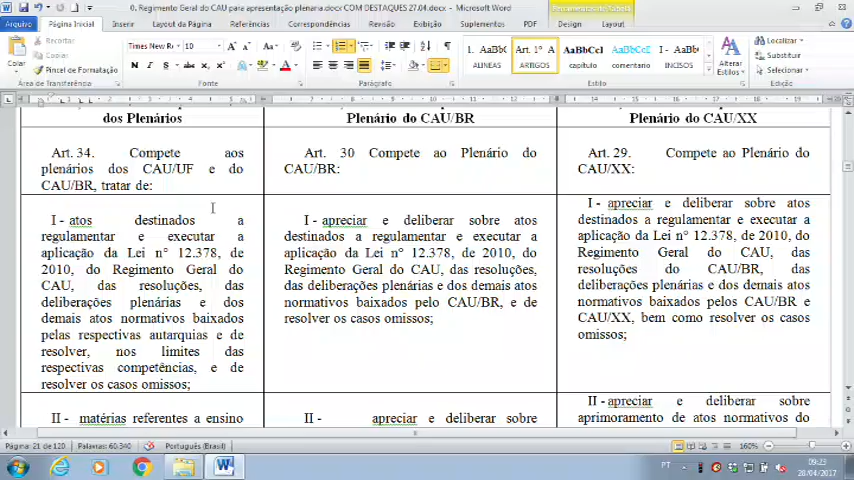 0. Regimento Geral do CAU para apresentação plenaria.docx COM DESTAQUES 27.04.docx - Microsoft Word
Arquivo Página Inicial Inserir Layout da Página Referências Correspondências Revisão Exibição Suplementos PDF Design Layout
Recortar
Copiar
Pincel de Formatação
Colar
Área de Transferência
Times New Ro 10
Fonte
Parágrafo
1. AaBb Art. 1º A AaBbCcI AaBbCcI I - AaBb
ALINEAS ARTIGOS capítulo comentario INCISOS
Alterar Estilos
Estilo
Localizar
Substituir
Selecionar
Edição
dos Plenários
Art. 34. Compete aos
plenários dos CAU/UF e do
CAU/BR, tratar de:
I - atos destinados a
regulamentar e executar a
aplicação da Lei n° 12.378, de
2010, do Regimento Geral do
CAU, das resoluções, das
deliberações plenárias e dos
demais atos normativos baixados
pelas respectivas autarquias e de
resolver, nos limites das
respectivas competências, e de
resolver os casos omissos;
II - matérias referentes a ensino
Plenário do CAU/BR
Art. 30 Compete ao Plenário do
CAU/BR:
I - apreciar e deliberar sobre atos
destinados a regulamentar e executar a
aplicação da Lei n° 12.378, de 2010, do
Regimento Geral do CAU, das resoluções,
das deliberações plenárias e dos demais atos
normativos baixados pelo CAU/BR, e de
resolver os casos omissos;
II - apreciar e deliberar sobre
Plenário do CAU/XX
Art. 29. Compete ao Plenário do
CAU/XX:
I - apreciar e deliberar sobre atos
destinados a regulamentar e executar a
aplicação da Lei n° 12.378, de 2010, do
Regimento Geral do CAU, das
resoluções do CAU/BR, das
deliberações plenárias e dos demais atos
normativos baixados pelos CAU/BR e
CAU/XX, bem como resolver os casos
omissos;
II - apreciar e deliberar sobre
aprimoramento de atos normativos do
Página: 21 de 120 Palavras: 60.340 Português (Brasil) 160%
PT 09:23
28/04/2017